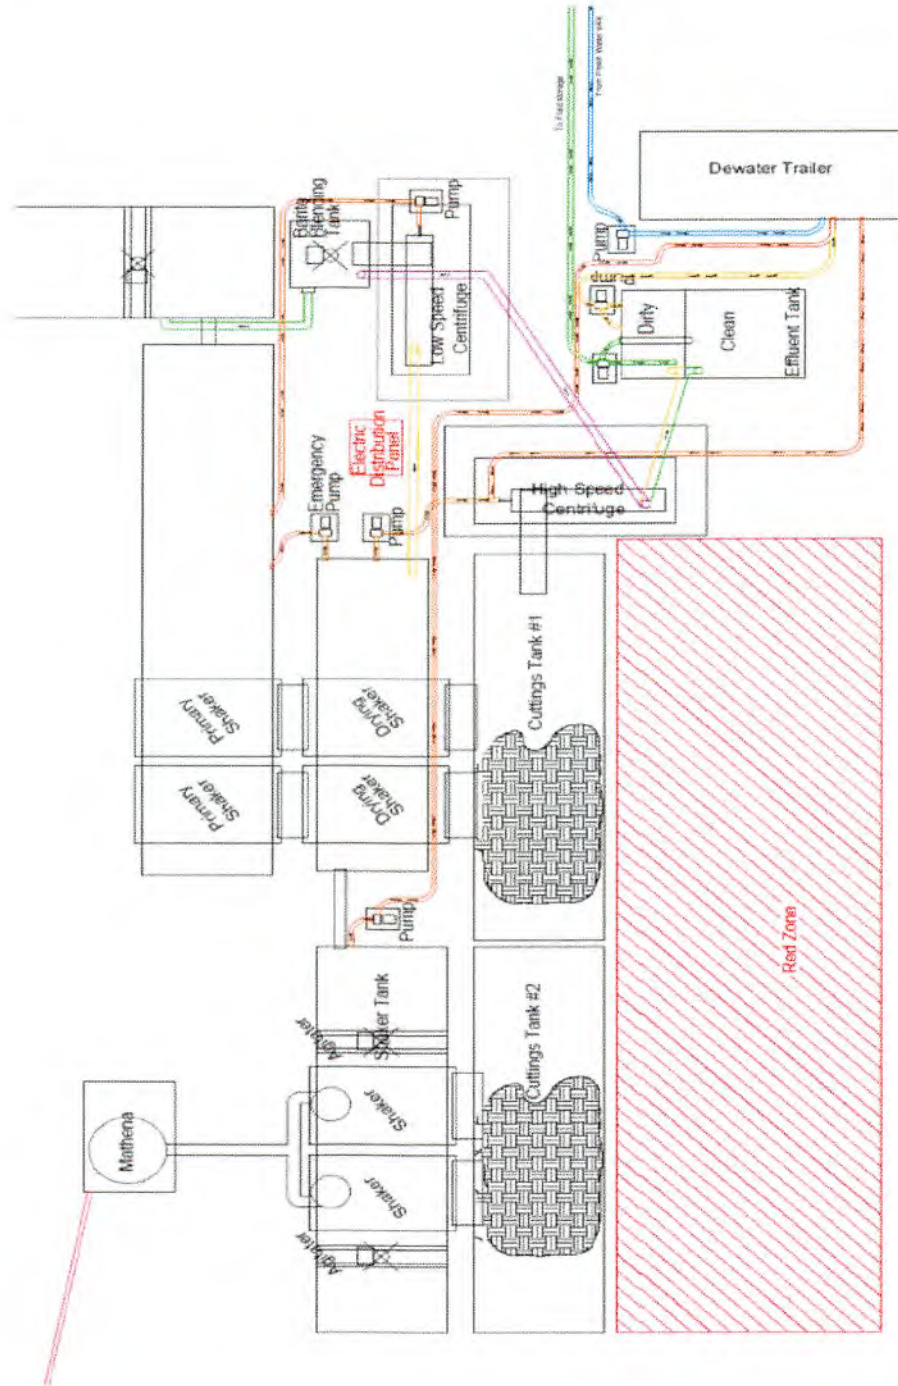 To Fluid storage
From Fresh Water tank
Dewater Trailer
Pump
Barite
Blending
Tank
Low Speed
Centrifuge
Pump
Pump
Dirty
Clean
Effluent Tank
Electric
Distribution
Panel
Emergency
Pump
Pump
High Speed
Centrifuge
Cuttings Tank #1
Primary
Shaker
Drying
Shaker
Primary
Shaker
Drying
Shaker
Pump
Red Zone
Shaker Tank
Agitator
Cuttings Tank #2
Mathena
Shaker
Shaker
Agitator